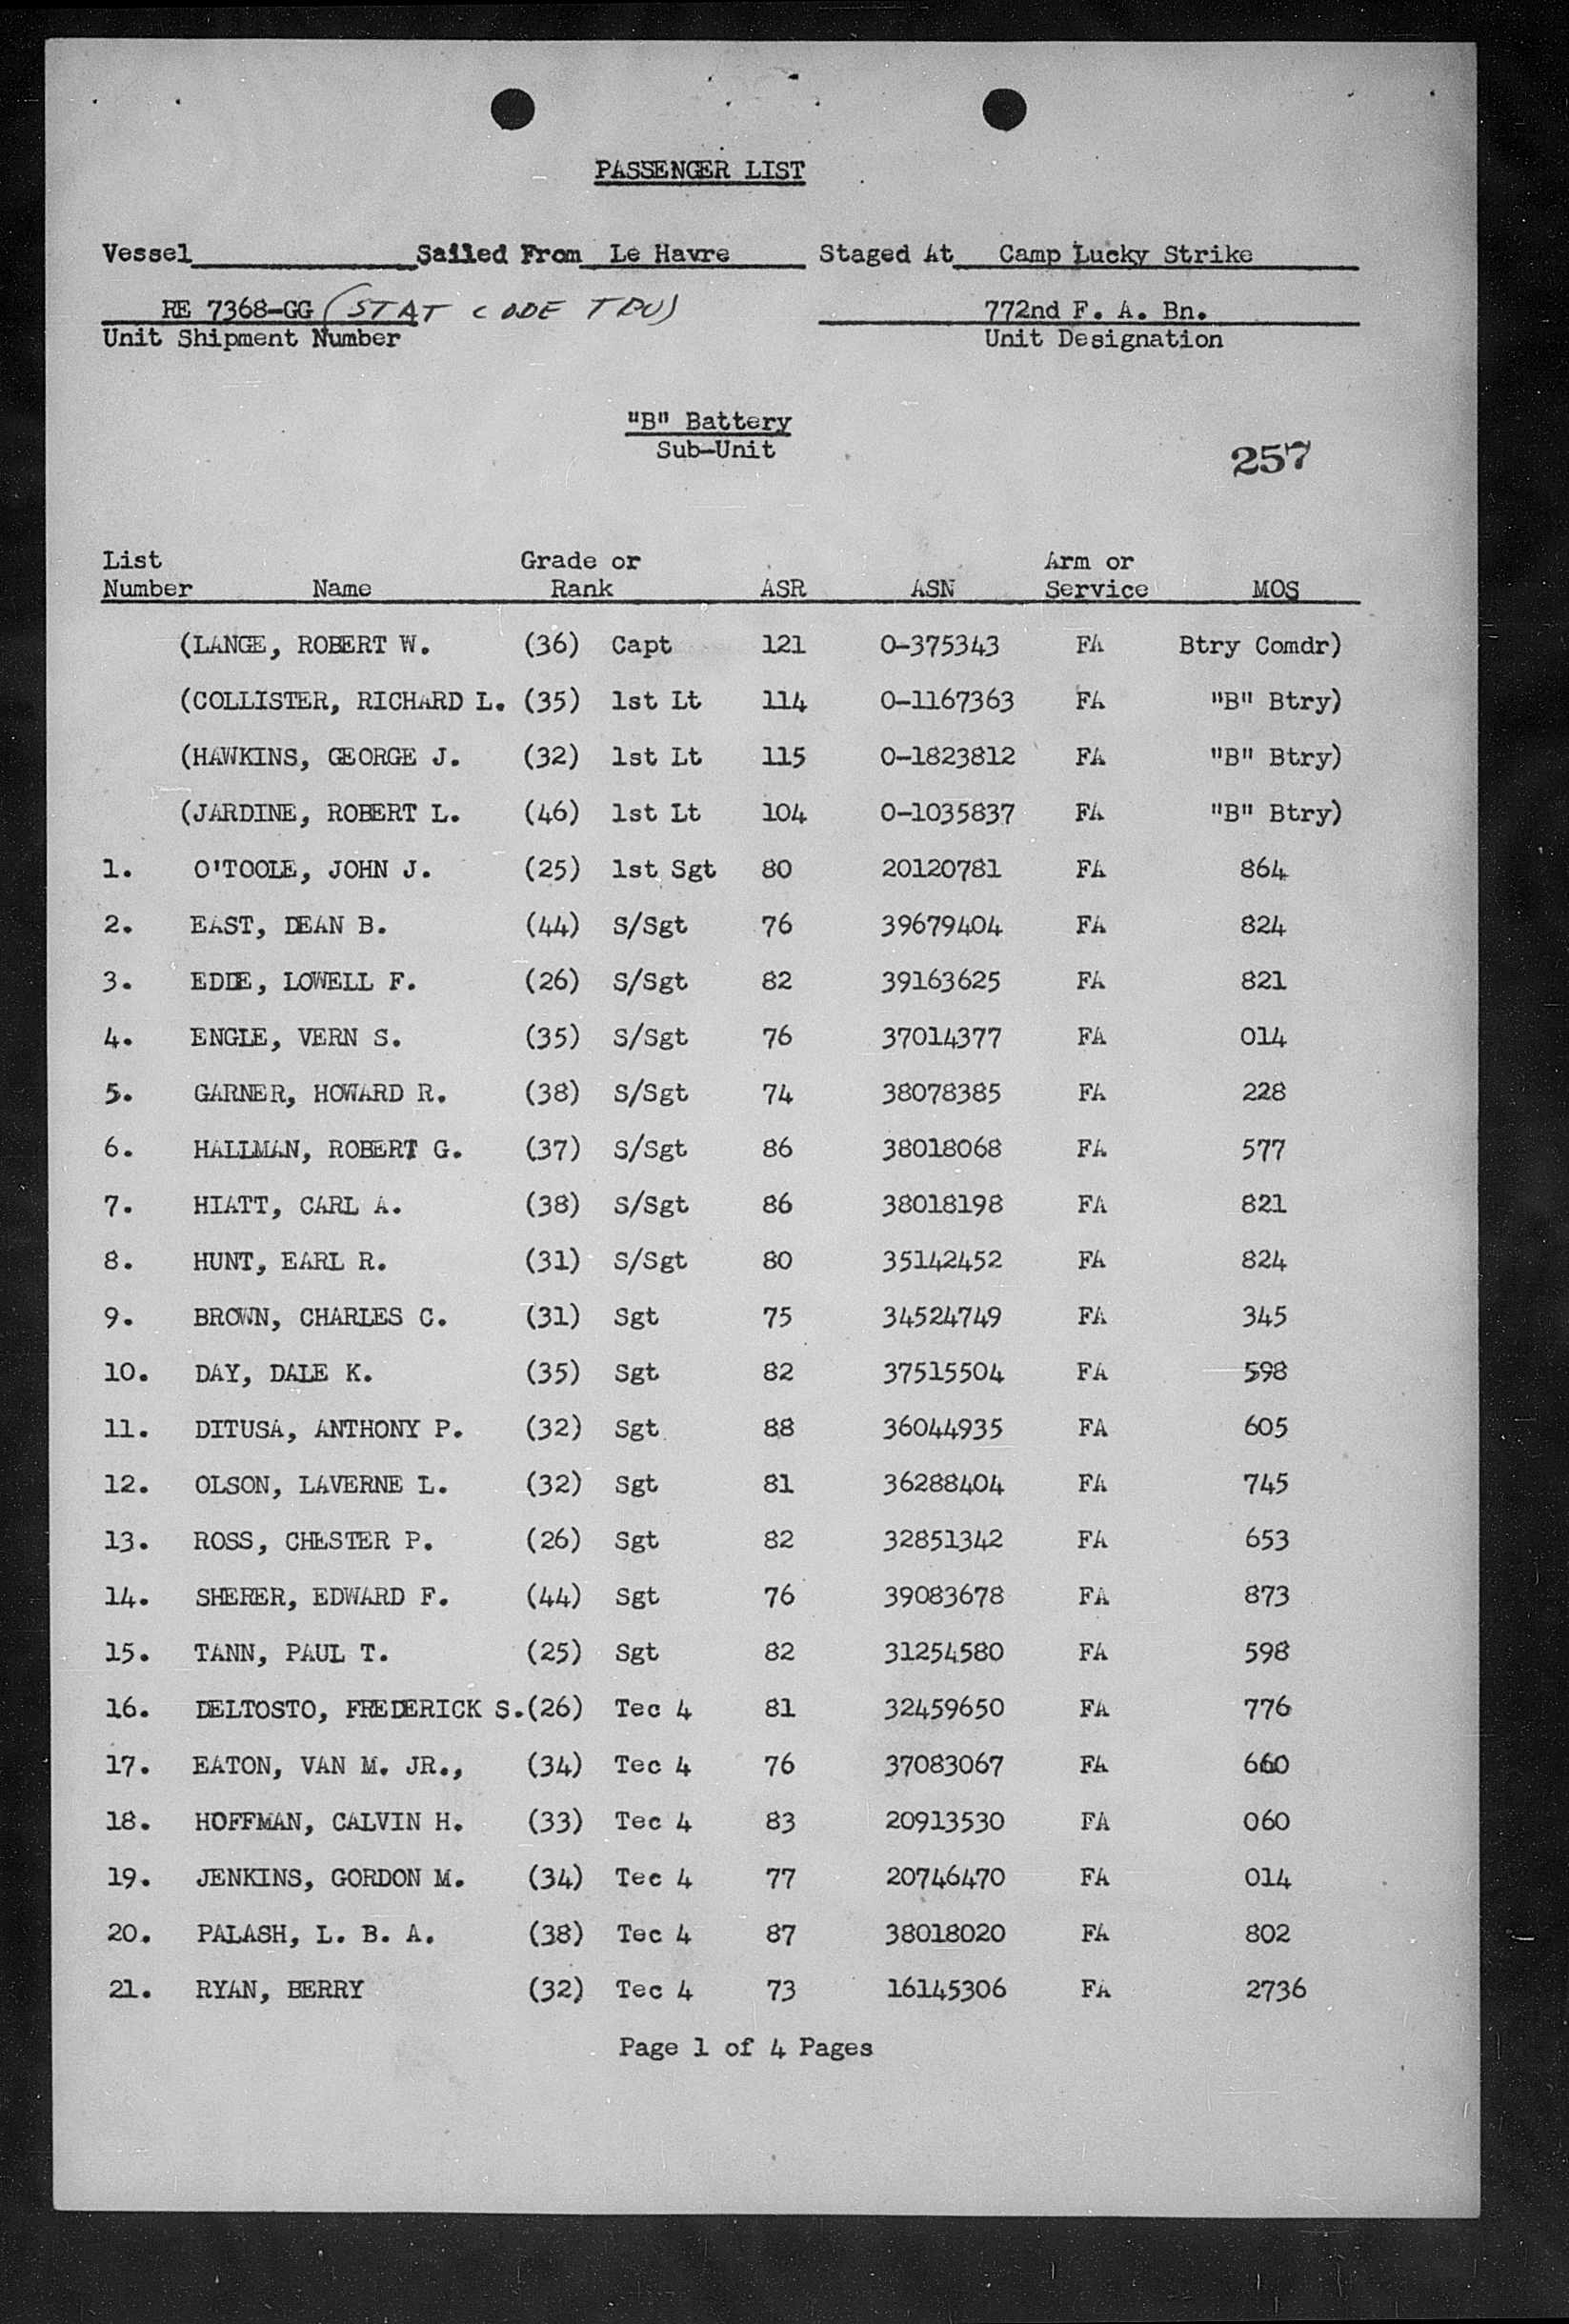 PASSENGER LIST
Vessel______________Sailed From Le Havre Staged At Camp Lucky Strike
RE 7368-GG (STAT CODE TDU) 772nd F. A. Bn.
Unit Shipment Number Unit Designation
"B" Battery
Sub-Unit
257
List Grade or Arm or
Number Name Rank ASR ASN Service MOS
(LANGE, ROBERT W. (36) Capt 121 O-375343 FA Btry Comdr)
(COLLISTER, RICHARD L. (35) 1st Lt 114 O-1167363 FA "B" Btry)
(HAWKINS, GEORGE J. (32) 1st Lt 115 O-1823812 FA "B" Btry)
(JARDINE, ROBERT L. (46) 1st Lt 104 O-1035837 FA "B" Btry)
1. O'TOOLE, JOHN J. (25) 1st Sgt 80 20120781 FA 864
2. EAST, DEAN B. (44) S/Sgt 76 39679404 FA 824
3. EDIE, LOWELL F. (26) S/Sgt 82 39163625 FA 821
4. ENGLE, VERN S. (35) S/Sgt 76 37014377 FA 014
5. GARNER, HOWARD R. (38) S/Sgt 74 38078385 FA 228
6. HALLMAN, ROBERT G. (37) S/Sgt 86 38018068 FA 577
7. HIATT, CARL A. (38) S/Sgt 86 38018198 FA 821
8. HUNT, EARL R. (31) S/Sgt 80 35142452 FA 824
9. BROWN, CHARLES C. (31) Sgt 75 34524749 FA 345
10. DAY, DALE K. (35) Sgt 82 37515504 FA 598
11. DITUSA, ANTHONY P. (32) Sgt 88 36044935 FA 605
12. OLSON, LAVERNE L. (32) Sgt 81 36288404 FA 745
13. ROSS, CHESTER P. (26) Sgt 82 32851342 FA 653
14. SHERER, EDWARD F. (44) Sgt 76 39083678 FA 873
15. TANN, PAUL T. (25) Sgt 82 31254580 FA 598
16. DELTOSTO, FREDERICK S.(26) Tec 4 81 32459650 FA 776
17. EATON, VAN M. JR., (34) Tec 4 76 37083067 FA 660
18. HOFFMAN, CALVIN H. (33) Tec 4 83 20913530 FA 060
19. JENKINS, GORDON M. (34) Tec 4 77 20746470 FA 014
20. PALASH, L. B. A. (38) Tec 4 87 38018020 FA 802
21. RYAN, BERRY (32) Tec 4 73 16145306 FA 2736
Page 1 of 4 Pages